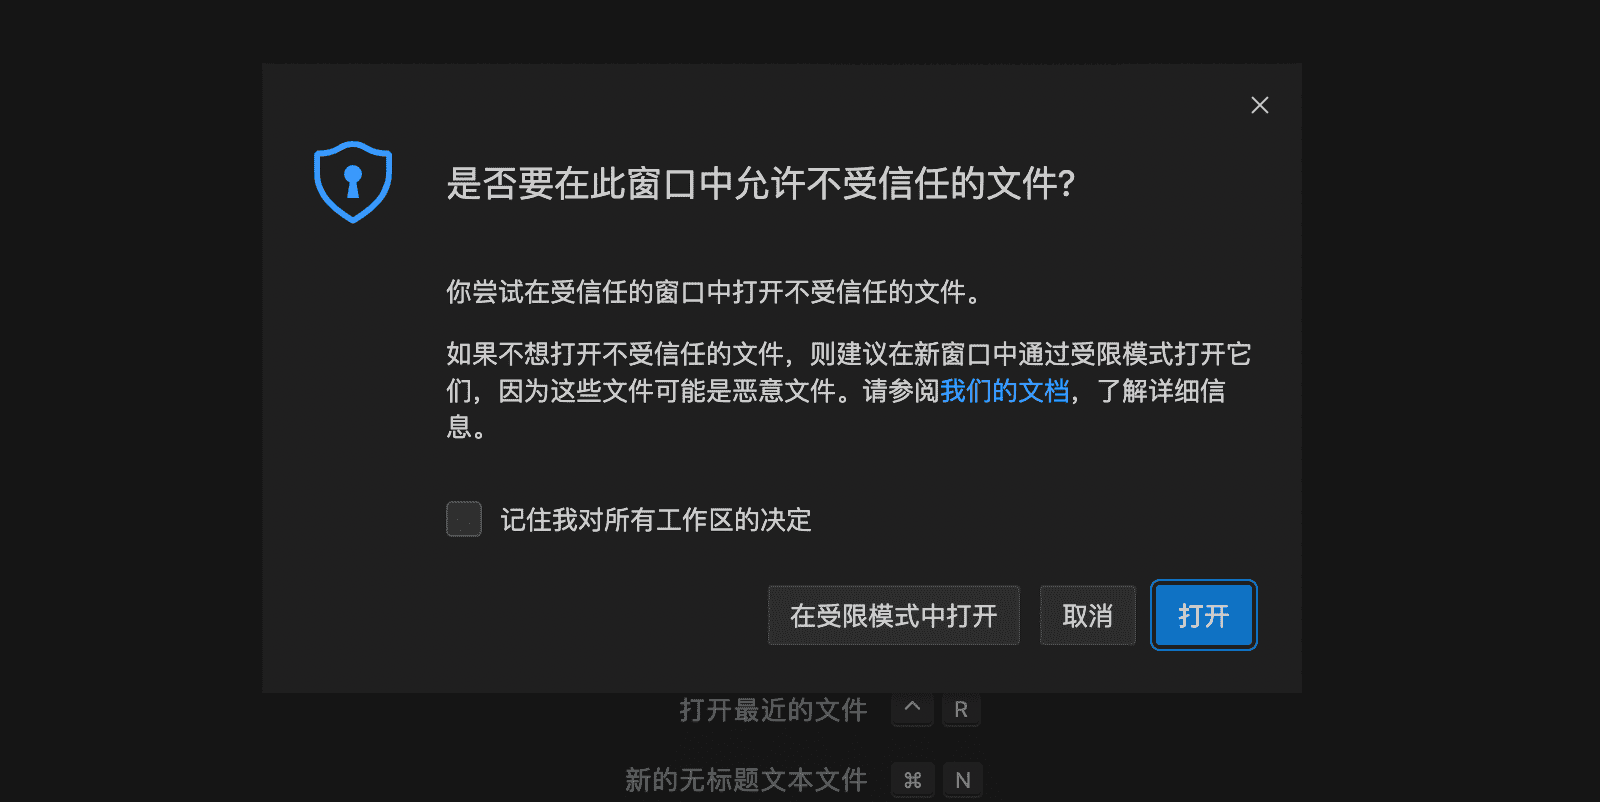 是否要在此窗口中允许不受信任的文件?
你尝试在受信任的窗口中打开不受信任的文件。
如果不想打开不受信任的文件，则建议在新窗口中通过受限模式打开它
们，因为这些文件可能是恶意文件。请参阅我们的文档，了解详细信
息。
记住我对所有工作区的决定
在受限模式中打开 取消 打开
打开最近的文件 ^ R
新的无标题文本文件 ⌘ N